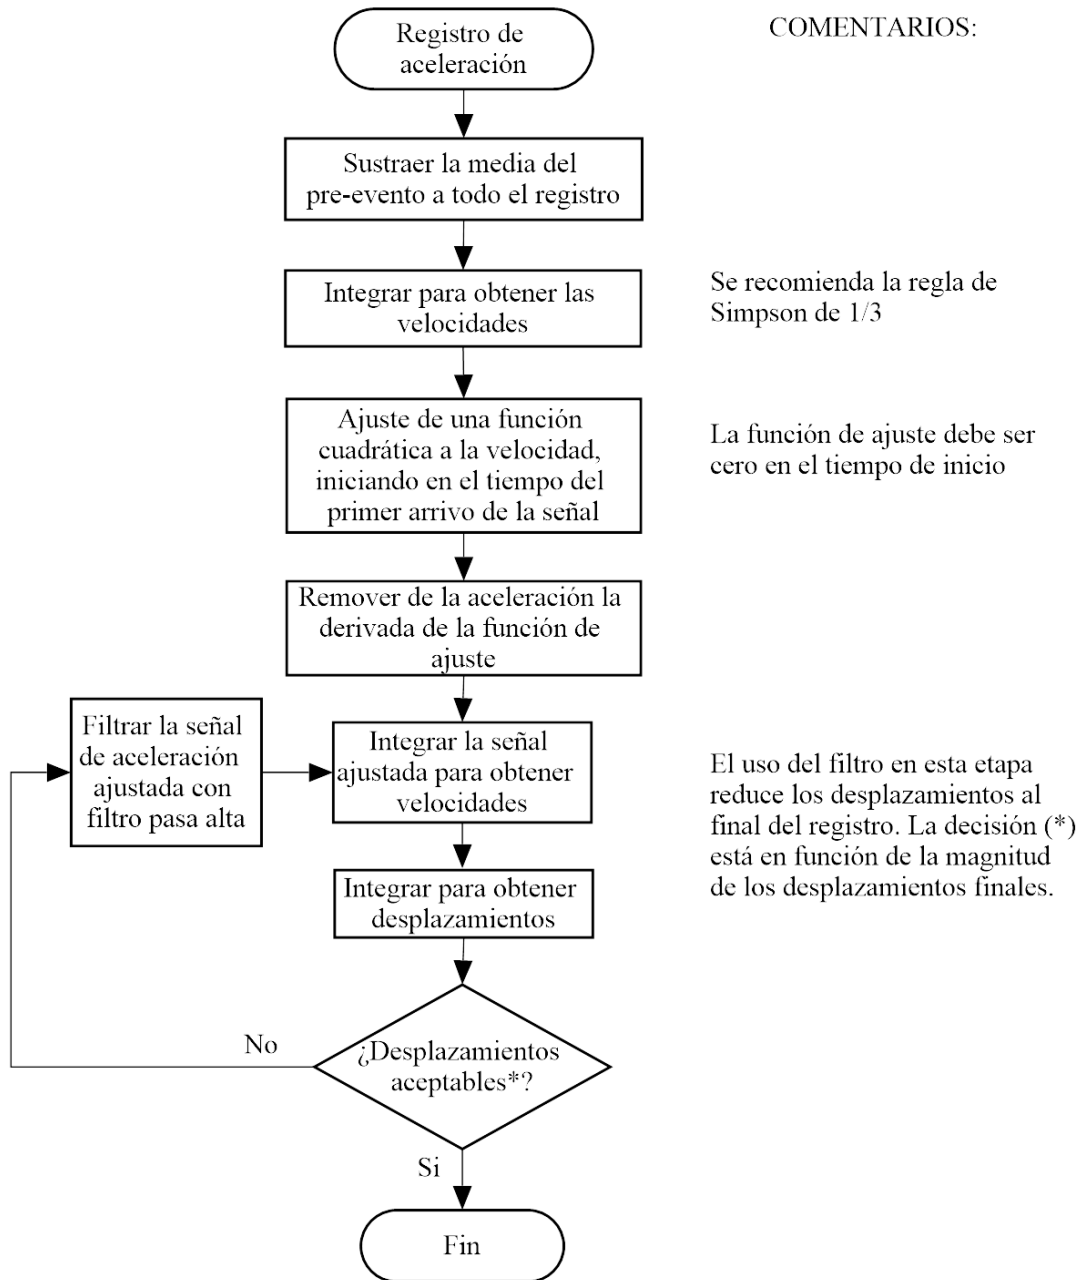 Registro de
aceleración
COMENTARIOS:
Sustraer la media del
pre-evento a todo el registro
Integrar para obtener las
velocidades
Se recomienda la regla de
Simpson de 1/3
Ajuste de una función
cuadrática a la velocidad,
iniciando en el tiempo del
primer arrivo de la señal
La función de ajuste debe ser
cero en el tiempo de inicio
Remover de la aceleración la
derivada de la función de
ajuste
Filtrar la señal
de aceleración
ajustada con
filtro pasa alta
Integrar la señal
ajustada para obtener
velocidades
El uso del filtro en esta etapa
reduce los desplazamientos al
final del registro. La decisión (*)
está en función de la magnitud
de los desplazamientos finales.
Integrar para obtener
desplazamientos
No
¿Desplazamientos
aceptables*?
Si
Fin